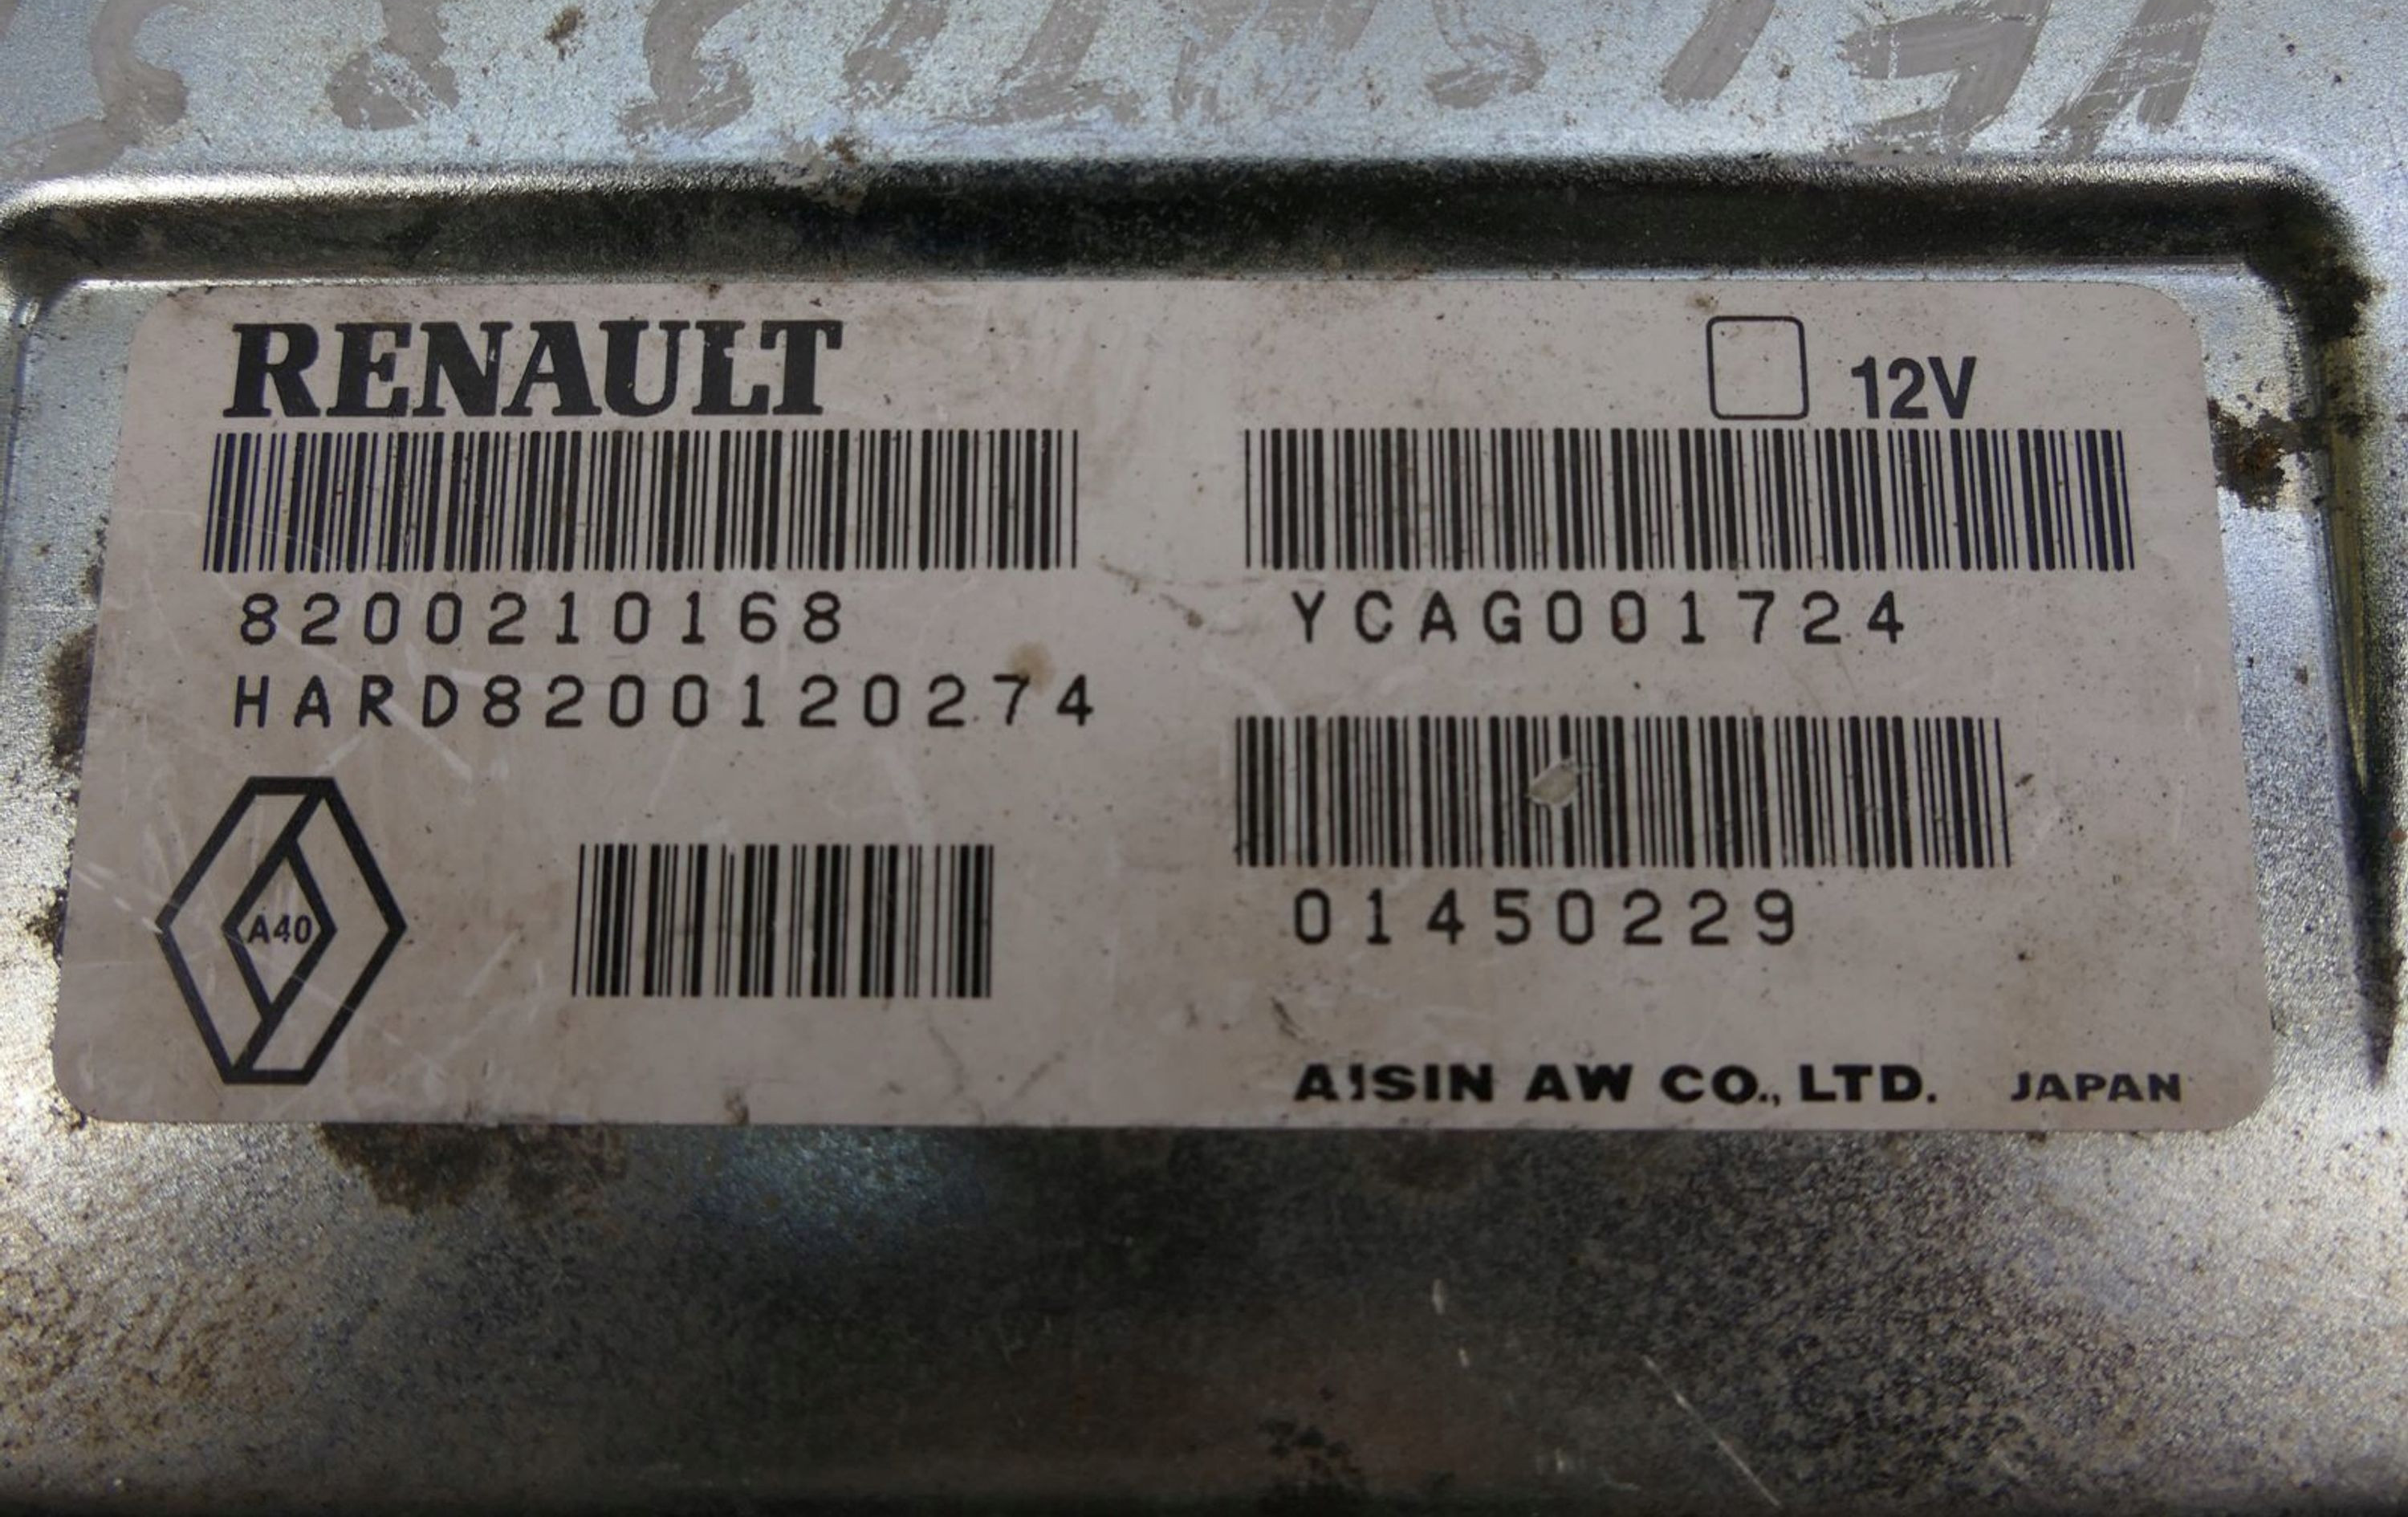 RENAULT
12V
8200210168
YCAG001724
HARD8200120274
01450229
A40
AISIN AW CO., LTD. JAPAN